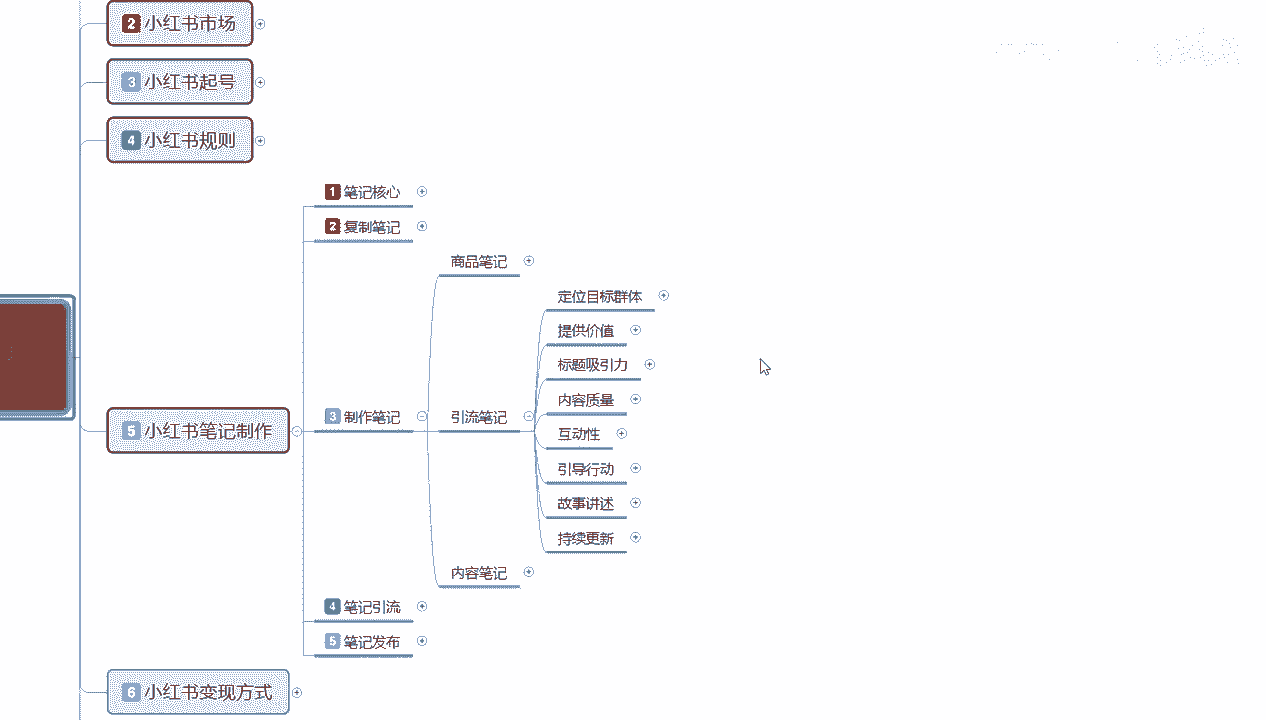 2 小红书市场
3 小红书起号
4 小红书规则
1 笔记核心
2 复制笔记
商品笔记
定位目标群体
提供价值
标题吸引力
内容质量
3 制作笔记
引流笔记
5 小红书笔记制作
互动性
引导行动
故事讲述
持续更新
内容笔记
4 笔记引流
5 笔记发布
6 小红书变现方式